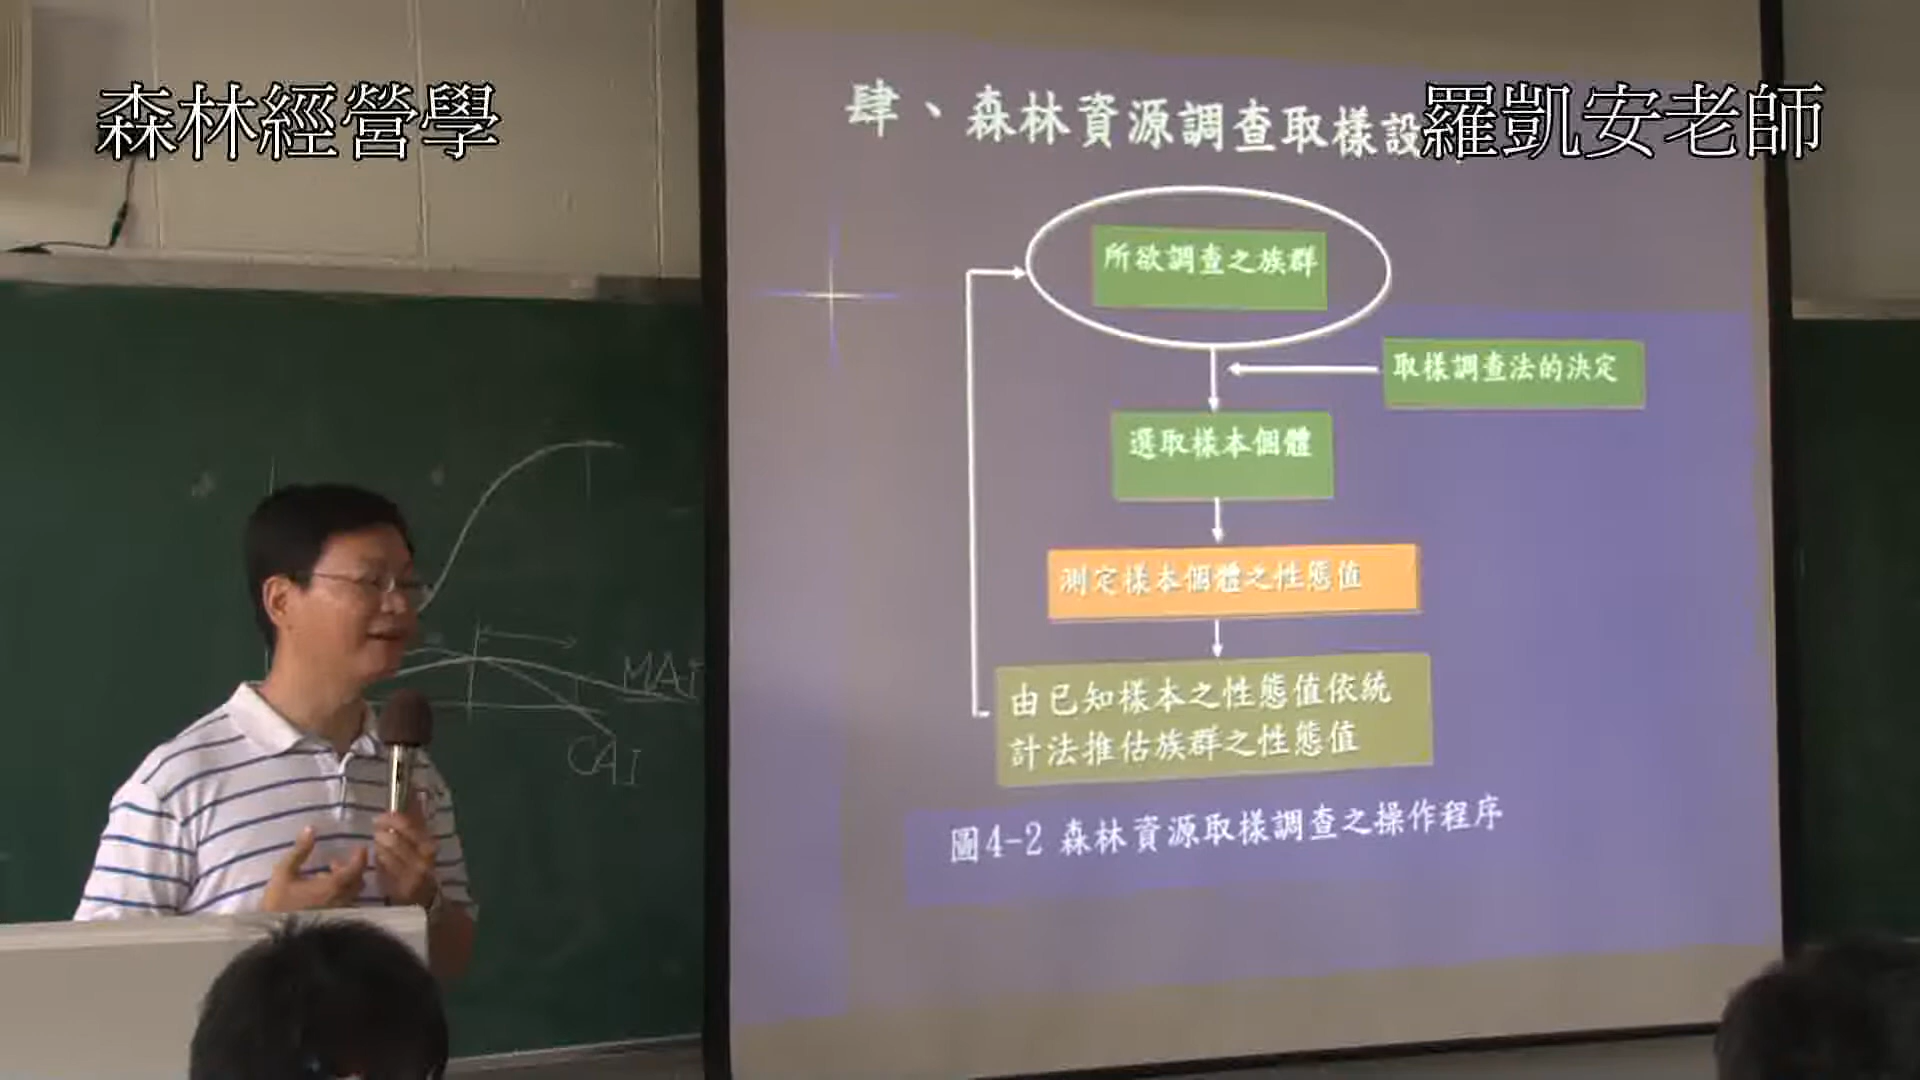 森林經營學
羅凱安老師
肆、森林資源調查取樣設
所欲調查之族群
取樣調查法的決定
選取樣本個體
測定樣本個體之性態值
由已知樣本之性態值依統
計法推估族群之性態值
圖4-2 森林資源取樣調查之操作程序
MAI
CAI